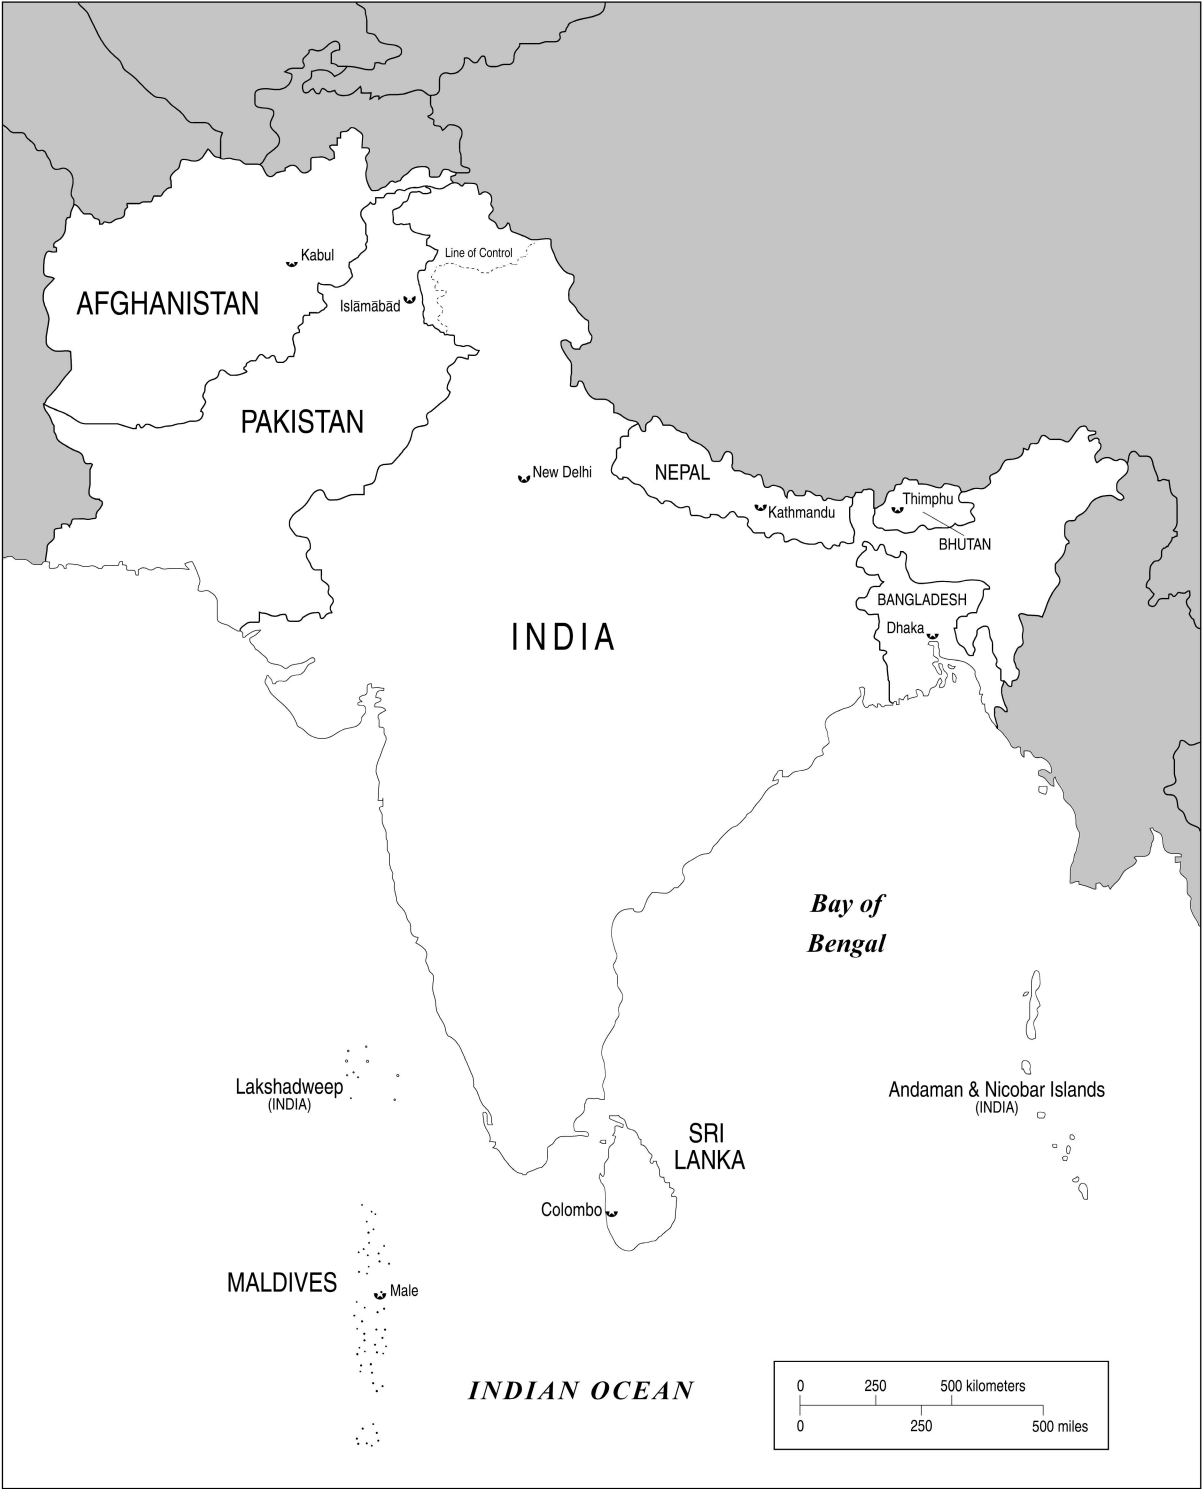 Kabul
Line of Control
AFGHANISTAN
Islāmābād
PAKISTAN
New Delhi
NEPAL
Kathmandu
Thimphu
BHUTAN
BANGLADESH
Dhaka
INDIA
Bay of
Bengal
Lakshadweep
(INDIA)
Andaman & Nicobar Islands
(INDIA)
SRI
LANKA
Colombo
MALDIVES
Male
INDIAN OCEAN
0 250 500 kilometers
0 250 500 miles